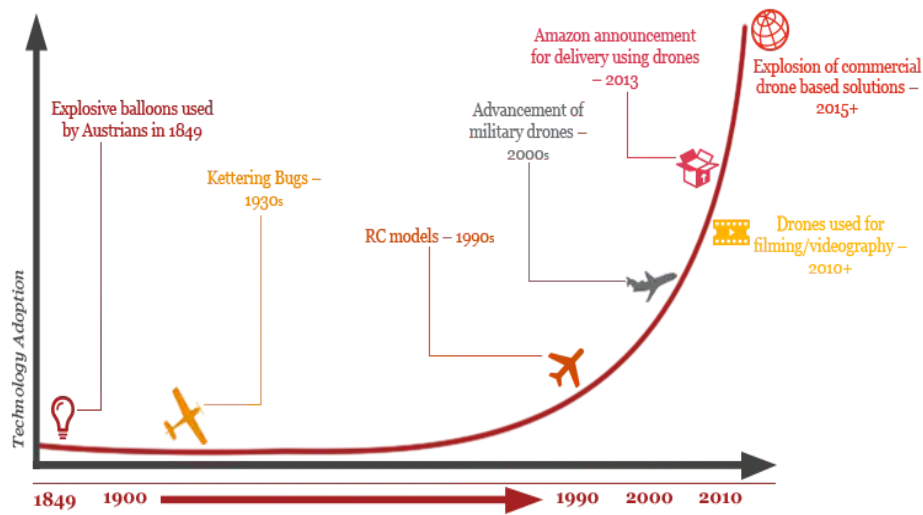 Amazon announcement
for delivery using drones
– 2013
Explosion of commercial
drone based solutions –
2015+
Explosive balloons used
by Austrians in 1849
Advancement of
military drones –
2000s
Kettering Bugs –
1930s
RC models – 1990s
Drones used for
filming/videography –
2010+
Technology Adoption
1849
1900
1990
2000
2010